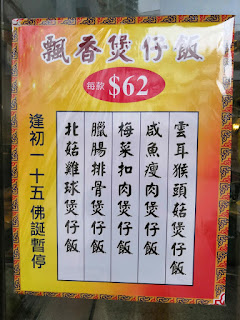 飄香煲仔飯
每款 $62
雲耳猴頭菇煲仔飯
咸魚瘦肉煲仔飯
梅菜扣肉煲仔飯
臘腸排骨煲仔飯
北菇雞球煲仔飯
逢初一十五佛誕暫停